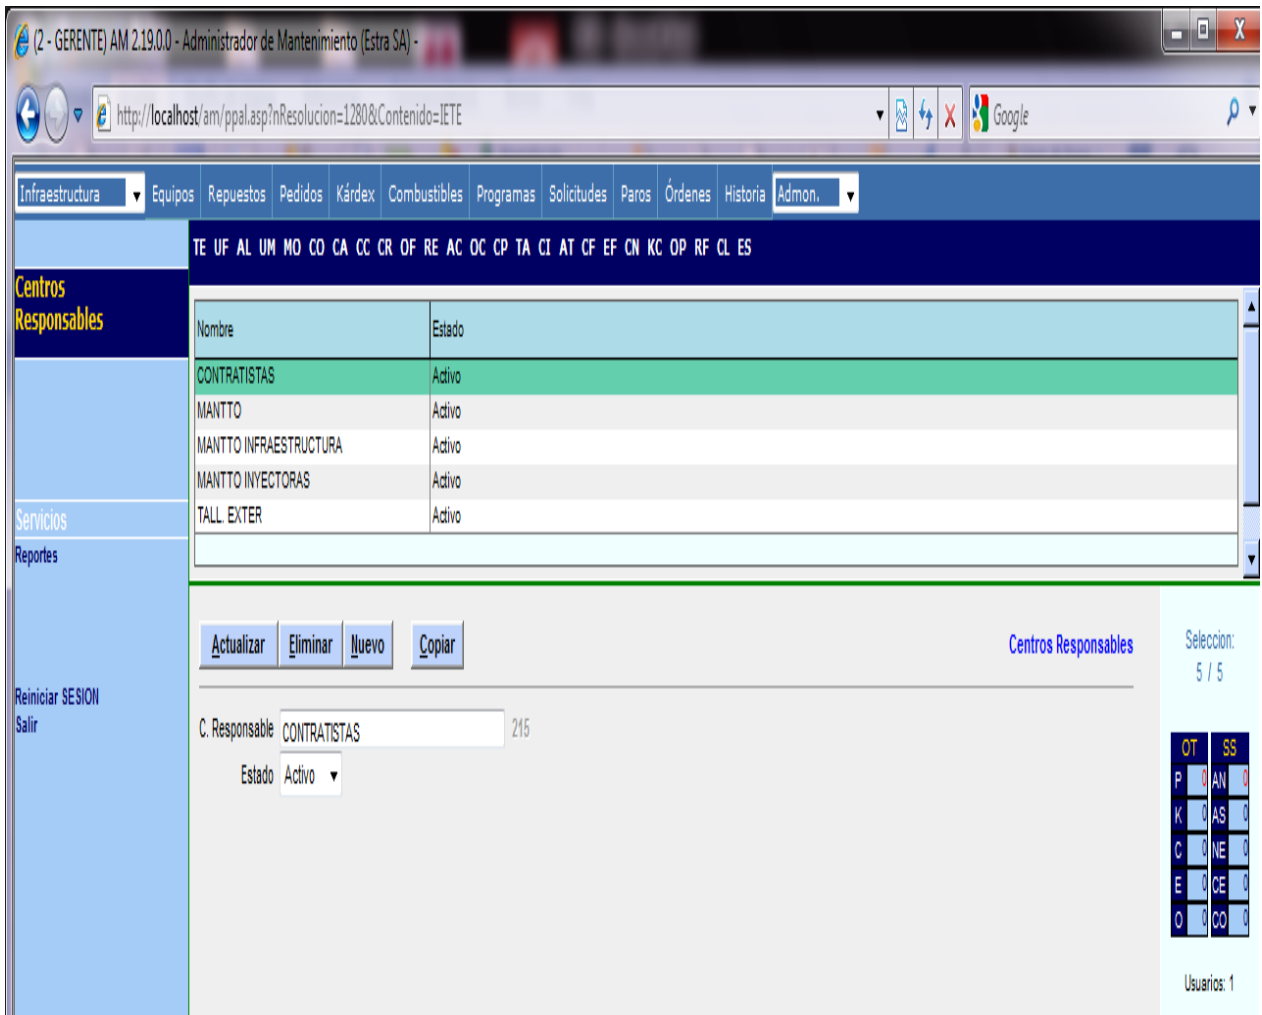 (2 - GERENTE) AM 2.19.0.0 - Administrador de Mantenimiento (Estra SA) -
http://localhost/am/ppal.asp?nResolucion=1280&Contenido=IETE
Google
Infraestructura Equipos Repuestos Pedidos Kárdex Combustibles Programas Solicitudes Paros Órdenes Historia Admon.
TE UF AL UM MO CO CA CC CR OF RE AC OC CP TA CI AT CF EF CN KC OP RF CL ES
Centros
Responsables
Nombre Estado
CONTRATISTAS Activo
MANTTO Activo
MANTTO INFRAESTRUCTURA Activo
MANTTO INYECTORAS Activo
TALL. EXTER Activo
Servicios
Reportes
Reiniciar SESION
Salir
Actualizar Eliminar Nuevo Copiar
Centros Responsables
C. Responsable CONTRATISTAS 215
Estado Activo
Seleccion:
5 / 5
OT SS
P 0 AN 0
K 0 AS 0
C 0 NE 0
E 0 CE 0
O 0 CO 0
Usuarios: 1